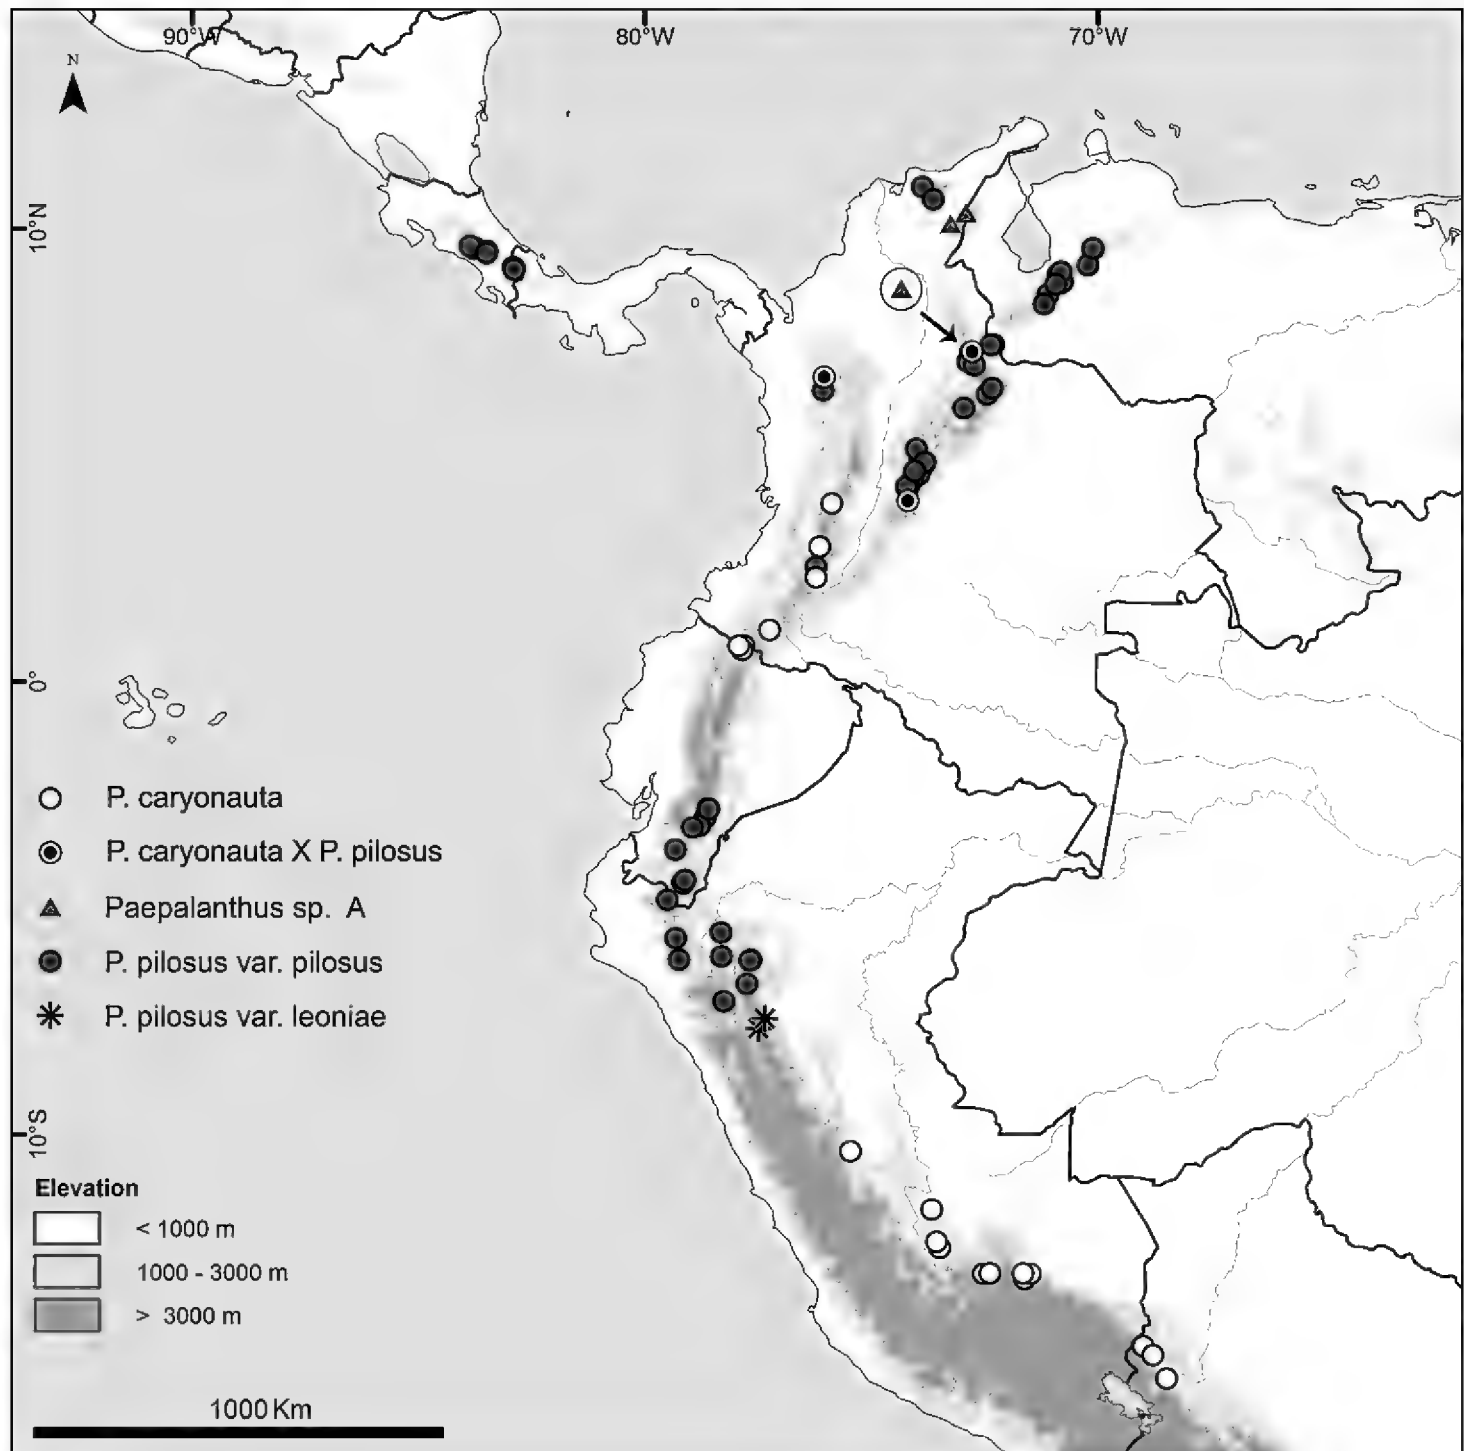 90°W
80°W
70°W
N
10°N
0°
P. caryonauta
P. caryonauta X P. pilosus
Paepalanthus sp. A
P. pilosus var. pilosus
P. pilosus var. leoniae
10°S
Elevation
< 1000 m
1000 - 3000 m
> 3000 m
1000 Km